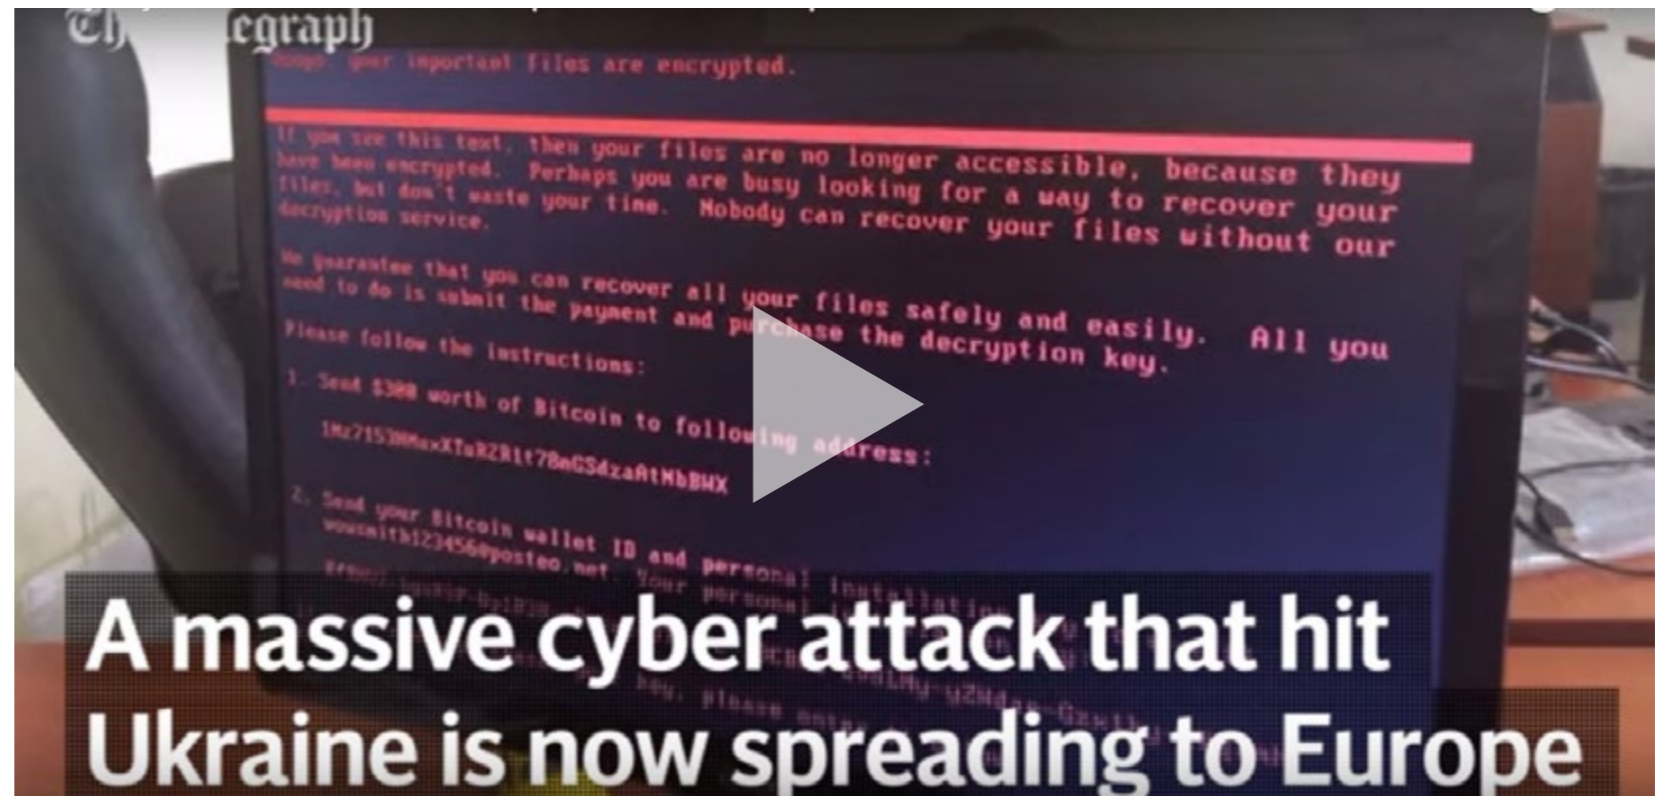 The Telegraph
Ooops, your important files are encrypted.
If you see this text, then your files are no longer accessible, because they
have been encrypted. Perhaps you are busy looking for a way to recover your
files, but don't waste your time. Nobody can recover your files without our
decryption service.
We guarantee that you can recover all your files safely and easily. All you
need to do is submit the payment and purchase the decryption key.
Please follow the instructions:
1. Send $300 worth of Bitcoin to following address:
1Mz7153HMuxXTuR2R1t78mGSdzaAtNbBWX
2. Send your Bitcoin wallet ID and personal installation
wowsmith123456@posteo.net. Your personal
key, please enter
A massive cyber attack that hit
Ukraine is now spreading to Europe